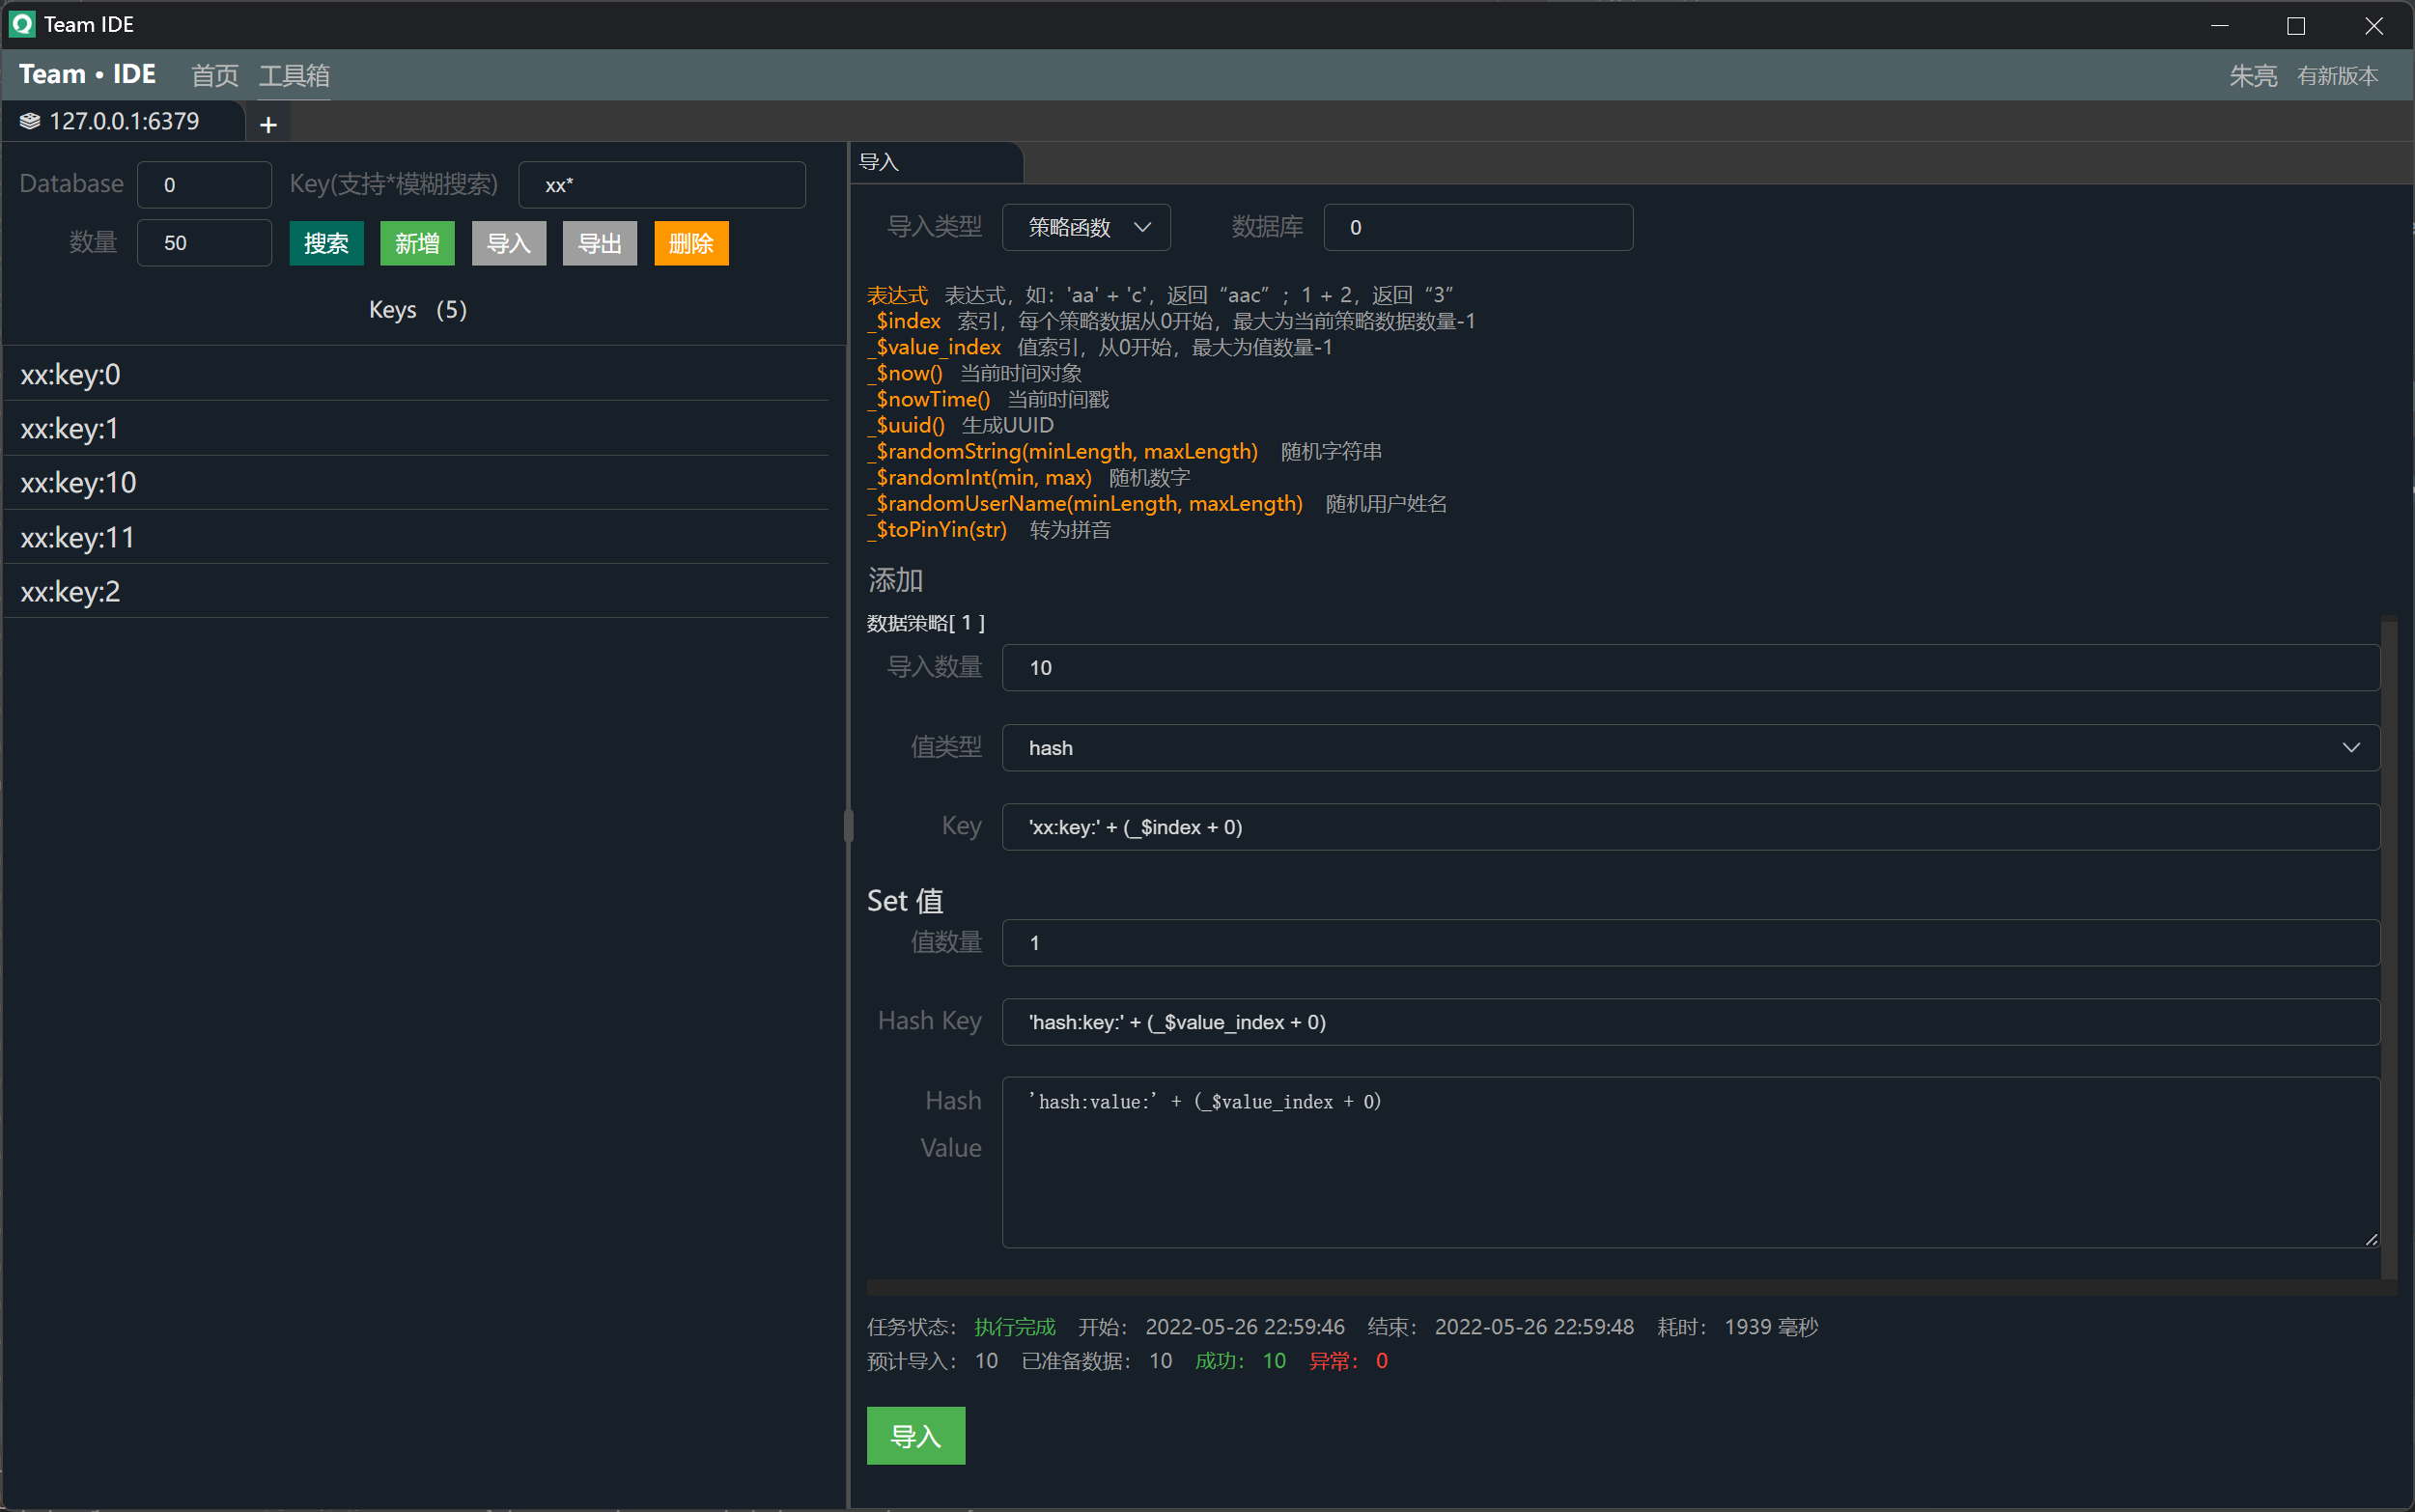 Team IDE
Team • IDE 首页 工具箱 朱亮 有新版本
127.0.0.1:6379 +
Database 0 Key(支持*模糊搜索) xx*
数量 50 搜索 新增 导入 导出 删除
Keys (5)
xx:key:0
xx:key:1
xx:key:10
xx:key:11
xx:key:2
导入
导入类型 策略函数 数据库 0
表达式 表达式，如：'aa' + 'c'，返回“aac”；1 + 2，返回“3”
_$index 索引，每个策略数据从0开始，最大为当前策略数据数量-1
_$value_index 值索引，从0开始，最大为值数量-1
_$now() 当前时间对象
_$nowTime() 当前时间戳
_$uuid() 生成UUID
_$randomString(minLength, maxLength) 随机字符串
_$randomInt(min, max) 随机数字
_$randomUserName(minLength, maxLength) 随机用户姓名
_$toPinYin(str) 转为拼音
添加
数据策略[ 1 ]
导入数量 10
值类型 hash
Key 'xx:key:' + (_$index + 0)
Set 值
值数量 1
Hash Key 'hash:key:' + (_$value_index + 0)
Hash Value 'hash:value:' + (_$value_index + 0)
任务状态： 执行完成 开始： 2022-05-26 22:59:46 结束： 2022-05-26 22:59:48 耗时： 1939 毫秒
预计导入： 10 已准备数据： 10 成功： 10 异常： 0
导入